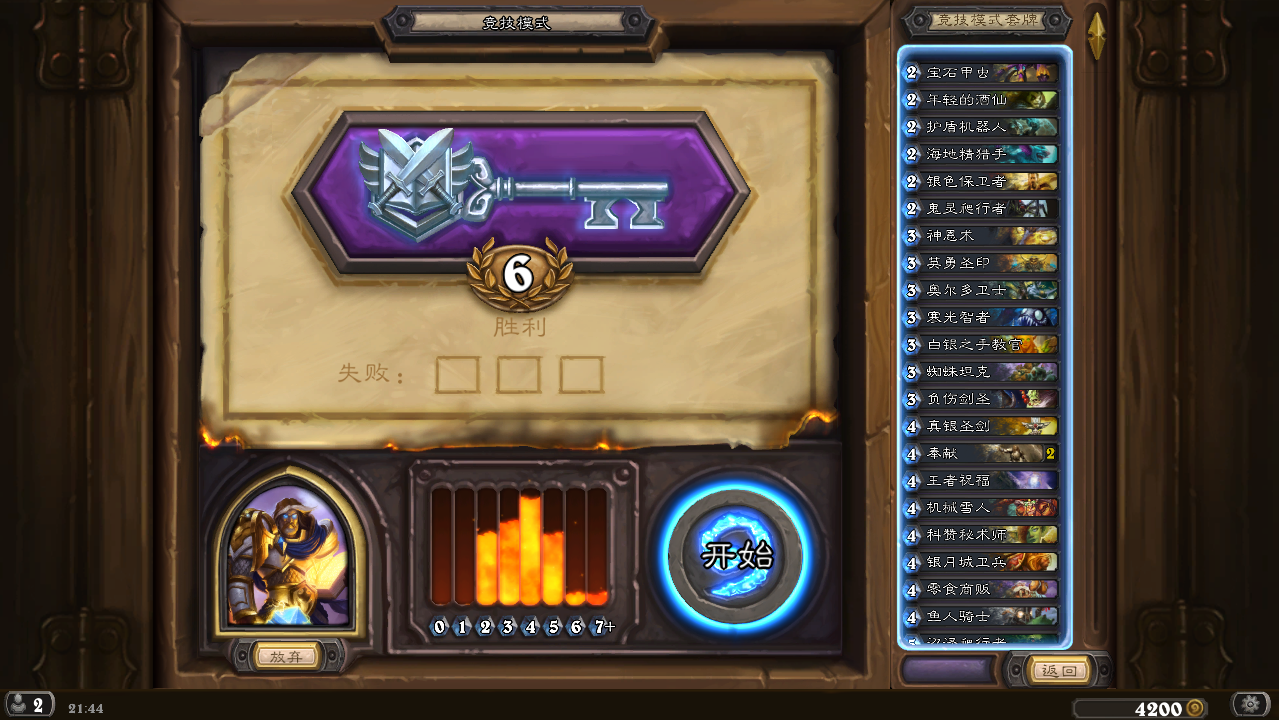 竞技模式
6
胜利
失败：
0 1 2 3 4 5 6 7+
开始
放弃
竞技模式套牌
2 宝石甲虫
2 年轻的酒仙
2 护盾机器人
2 海地精猎手
2 银色保卫者
2 鬼灵爬行者
3 神恩术
3 英勇圣印
3 奥尔多卫士
3 寒光智者
3 白银之手教官
3 蜘蛛坦克
3 负伤剑圣
4 真银圣剑
4 奉献 2
4 王者祝福
4 机械雪人
4 科赞秘术师
4 银月城卫兵
4 零食商贩
4 鱼人骑士
返回
2
21:44
4200